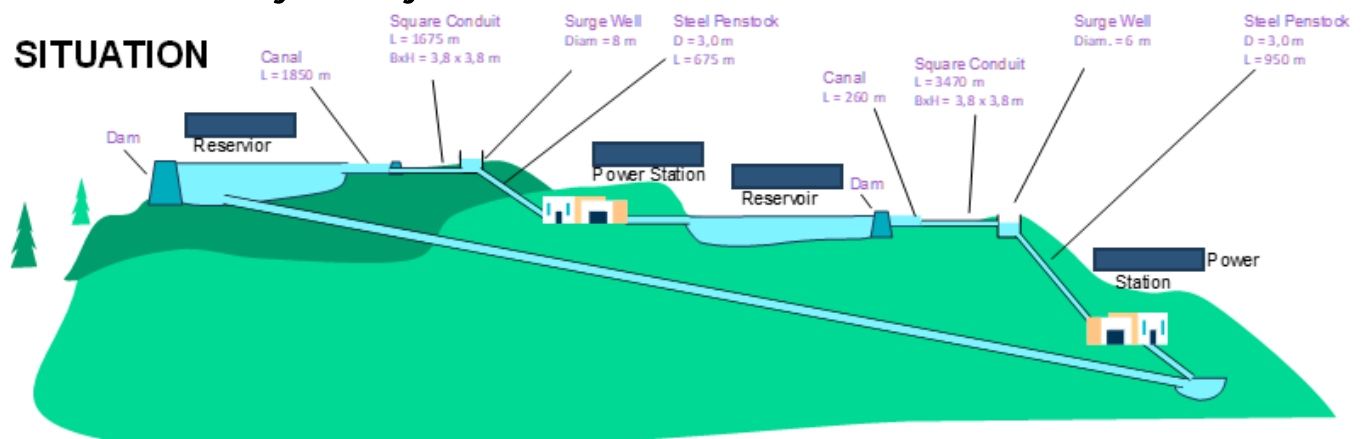 SITUATION
Dam
Reservior
Canal
L = 1850 m
Square Conduit
L = 1675 m
BxH = 3,8 x 3,8 m
Surge Well
Diam = 8 m
Steel Penstock
D = 3,0m
L = 675 m
Power Station
Reservoir
Dam
Canal
L = 260 m
Square Conduit
L = 3470 m
BxH = 3,8 x 3,8 m
Surge Well
Diam. = 6 m
Steel Penstock
D = 3,0m
L = 950 m
Power
Station